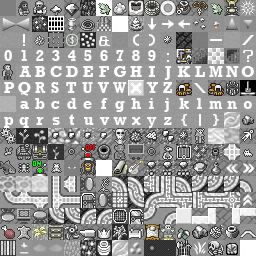 ! $ &
( )
0 1 2 3 4 5 6 7 8 9 : ?
A B C D E F G H I J K L M N O
P Q R S T U V W X Y Z
a b c d e f g h i j k l m n o
p q r s t u v w x y z { | }